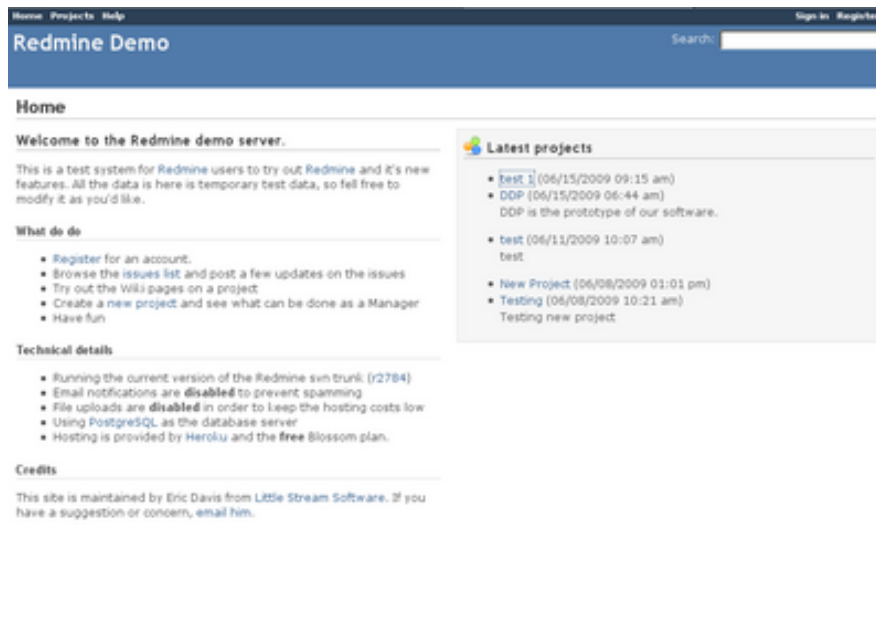 Home Projects Help
Sign in Register
Redmine Demo
Search:
Home
Welcome to the Redmine demo server.
This is a test system for Redmine users to try out Redmine and it's new
features. All the data is here is temporary test data, so fell free to
modify it as you'd like.
What do do
Register for an account.
Browse the issues list and post a few updates on the issues
Try out the Wiki pages on a project
Create a new project and see what can be done as a Manager
Have fun
Technical details
Running the current version of the Redmine svn trunk (r2784)
Email notifications are disabled to prevent spamming
File uploads are disabled in order to keep the hosting costs low
Using PostgreSQL as the database server
Hosting is provided by Heroku and the free Blossom plan.
Credits
This site is maintained by Eric Davis from Little Stream Software. If you
have a suggestion or concern, email him.
Latest projects
test 1 (06/15/2009 09:15 am)
DDP (06/15/2009 06:44 am)
DDP is the prototype of our software.
test (06/11/2009 10:07 am)
test
New Project (06/08/2009 01:01 pm)
Testing (06/08/2009 10:21 am)
Testing new project